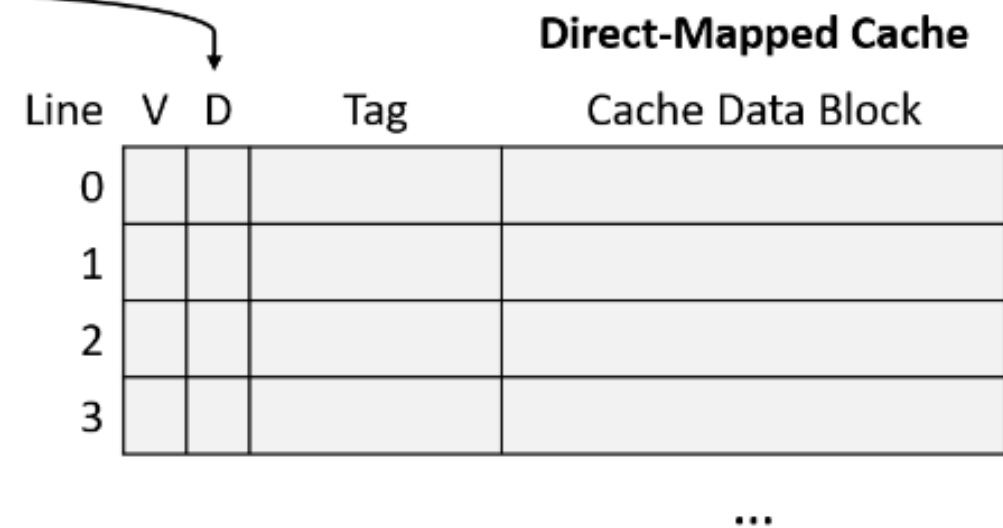 Direct-Mapped Cache
Line V D Tag Cache Data Block
0
1
2
3
...